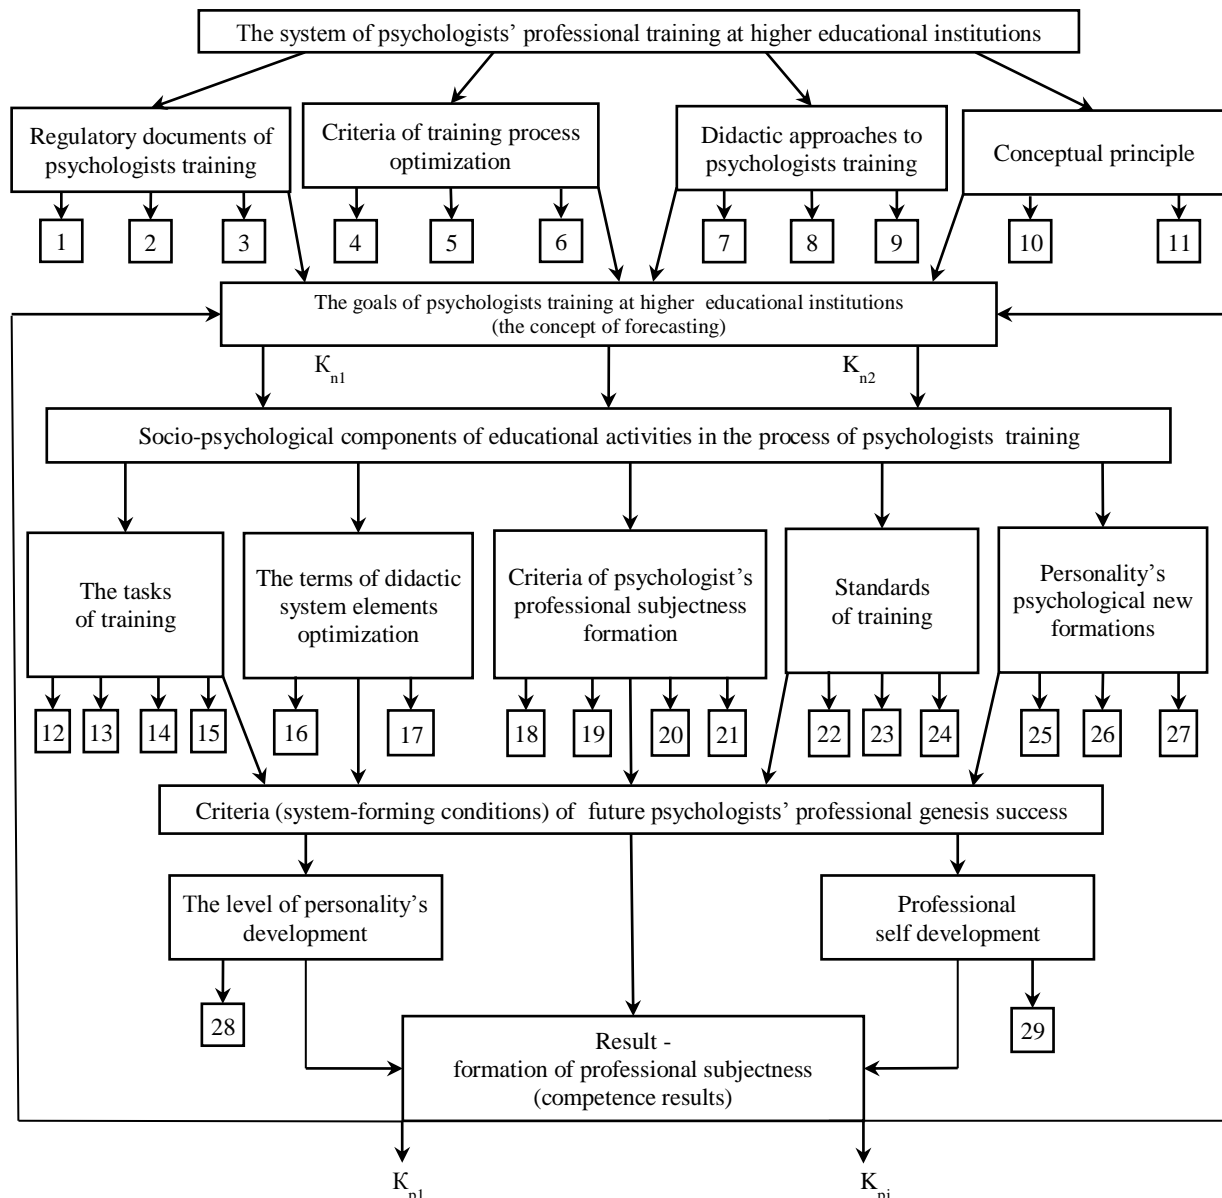 The system of psychologists’ professional training at higher educational institutions
Regulatory documents of
psychologists training
Criteria of training process
optimization
Didactic approaches to
psychologists training
Conceptual principle
1
2
3
4
5
6
7
8
9
10
11
The goals of psychologists training at higher educational institutions
(the concept of forecasting)
K n1
K n2
Socio-psychological components of educational activities in the process of psychologists training
The tasks
of training
The terms of didactic
system elements
optimization
Criteria of psychologist’s
professional subjectness
formation
Standards
of training
Personality’s
psychological new
formations
12
13
14
15
16
17
18
19
20
21
22
23
24
25
26
27
Criteria (system-forming conditions) of future psychologists’ professional genesis success
The level of personality’s
development
Professional
self development
28
29
Result -
formation of professional subjectness
(competence results)
K n1
K ni